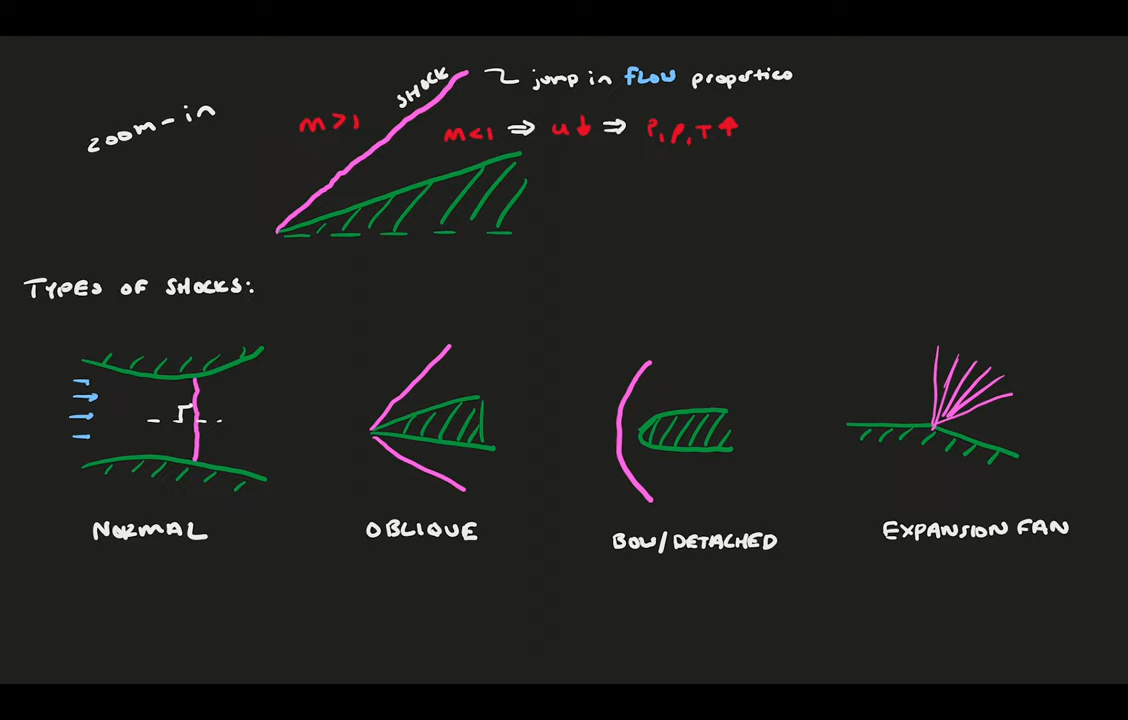 SHOCK
jump in FLOW properties
zoom-in
M>1
M<1 ⇒ u↓ ⇒ P, ρ, T ↑
TYPES OF SHOCKS:
NORMAL
OBLIQUE
BOW/DETACHED
EXPANSION FAN